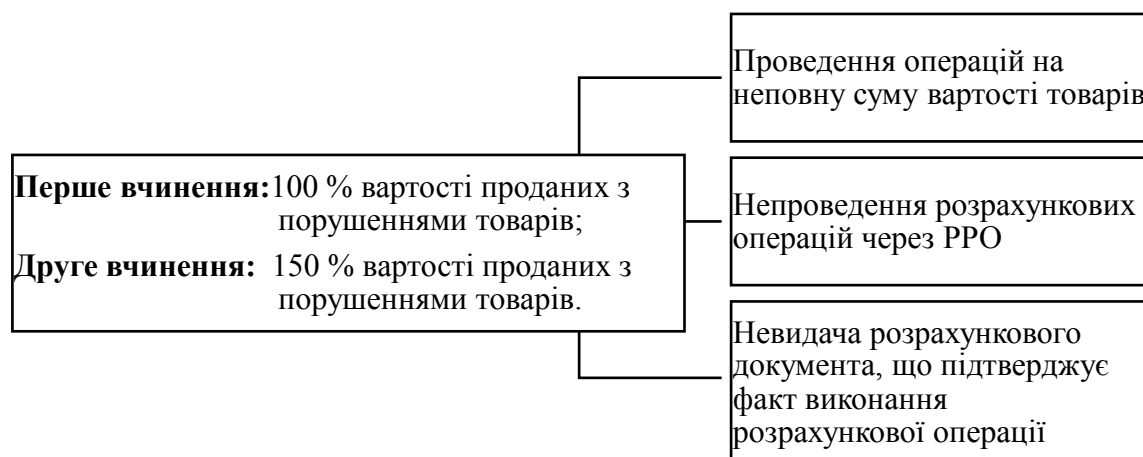 Проведення операцій на
неповну суму вартості товарів
Перше вчинення:100 % вартості проданих з
порушеннями товарів;
Друге вчинення: 150 % вартості проданих з
порушеннями товарів.
Непроведення розрахункових
операцій через РРО
Невидача розрахункового
документа, що підтверджує
факт виконання
розрахункової операції